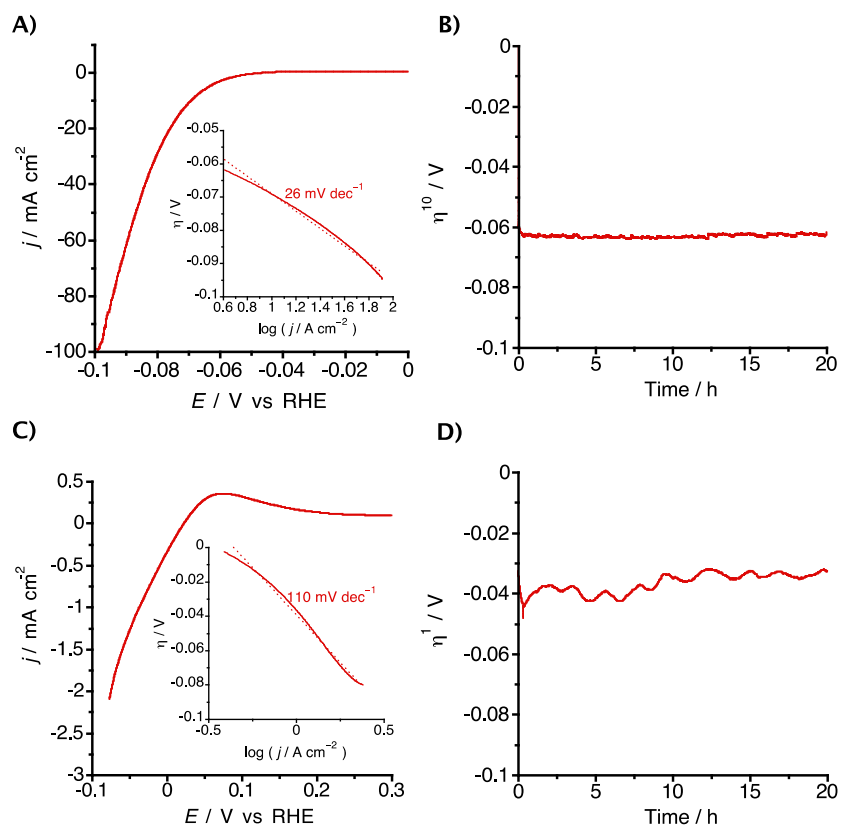 A)
0
-20
-40
-60
-80
-100
j / mA cm⁻²
-0.1 -0.08 -0.06 -0.04 -0.02 0
E / V vs RHE
-0.05
-0.06
-0.07
-0.08
-0.09
-0.1
η / V
26 mV dec⁻¹
0.6 0.8 1 1.2 1.4 1.6 1.8 2
log ( j / A cm⁻² )
B)
0
-0.02
-0.04
-0.06
-0.08
-0.1
η¹⁰ / V
0 5 10 15 20
Time / h
C)
0.5
0
-0.5
-1
-1.5
-2
-2.5
-3
j / mA cm⁻²
-0.1 0 0.1 0.2 0.3
E / V vs RHE
0
-0.02
-0.04
-0.06
-0.08
-0.1
η / V
110 mV dec⁻¹
-0.5 0 0.5
log ( j / A cm⁻² )
D)
0
-0.02
-0.04
-0.06
-0.08
-0.1
η¹ / V
0 5 10 15 20
Time / h